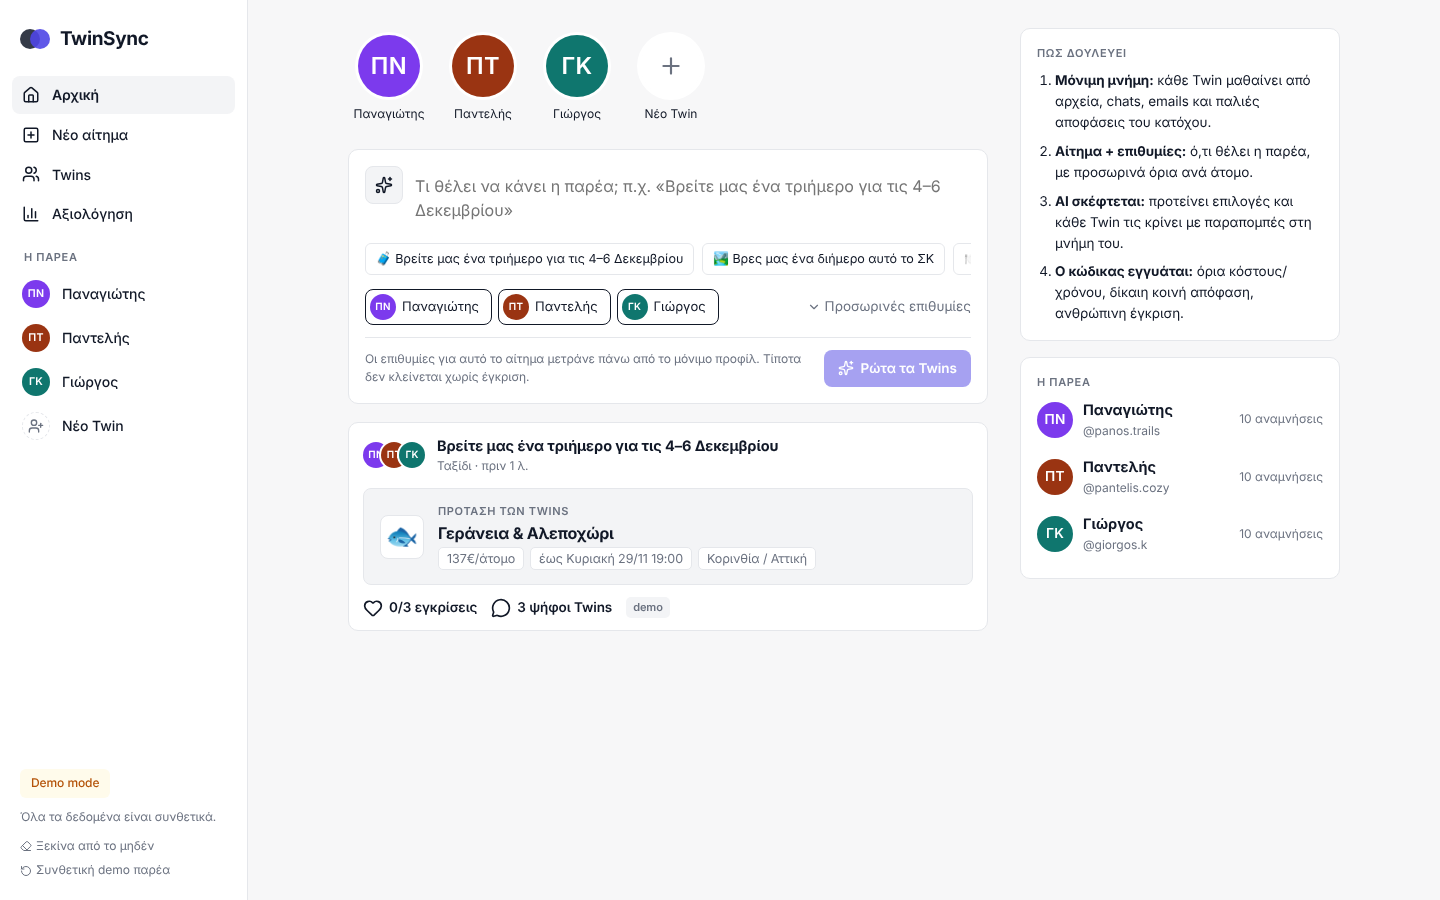 TwinSync
Αρχική
Νέο αίτημα
Twins
Αξιολόγηση
Η ΠΑΡΕΑ
ΠΝ Παναγιώτης
ΠΤ Παντελής
ΓΚ Γιώργος
Νέο Twin
Demo mode
Όλα τα δεδομένα είναι συνθετικά.
Ξεκίνα από το μηδέν
Συνθετική demo παρέα
ΠΝ ΠΤ ΓΚ
Παναγιώτης Παντελής Γιώργος Νέο Twin
Τι θέλει να κάνει η παρέα; π.χ. «Βρείτε μας ένα τριήμερο για τις 4–6
Δεκεμβρίου»
Βρείτε μας ένα τριήμερο για τις 4–6 Δεκεμβρίου Βρες μας ένα διήμερο αυτό το ΣΚ
ΠΝ Παναγιώτης ΠΤ Παντελής ΓΚ Γιώργος Προσωρινές επιθυμίες
Οι επιθυμίες για αυτό το αίτημα μετράνε πάνω από το μόνιμο προφίλ. Τίποτα
δεν κλείνεται χωρίς έγκριση.
Ρώτα τα Twins
ΓΚ
Βρείτε μας ένα τριήμερο για τις 4–6 Δεκεμβρίου
Ταξίδι · πριν 1 λ.
ΠΡΟΤΑΣΗ ΤΩΝ TWINS
Γεράνεια & Αλεποχώρι
137€/άτομο έως Κυριακή 29/11 19:00 Κορινθία / Αττική
0/3 εγκρίσεις 3 ψήφοι Twins demo
ΠΩΣ ΔΟΥΛΕΥΕΙ
1. Μόνιμη μνήμη: κάθε Twin μαθαίνει από
αρχεία, chats, emails και παλιές
αποφάσεις του κατόχου.
2. Αίτημα + επιθυμίες: ό,τι θέλει η παρέα,
με προσωρινά όρια ανά άτομο.
3. AI σκέφτεται: προτείνει επιλογές και
κάθε Twin τις κρίνει με παραπομπές στη
μνήμη του.
4. Ο κώδικας εγγυάται: όρια κόστους/
χρόνου, δίκαιη κοινή απόφαση,
ανθρώπινη έγκριση.
Η ΠΑΡΕΑ
ΠΝ Παναγιώτης
@panos.trails
10 αναμνήσεις
ΠΤ Παντελής
@pantelis.cozy
10 αναμνήσεις
ΓΚ Γιώργος
@giorgos.k
10 αναμνήσεις